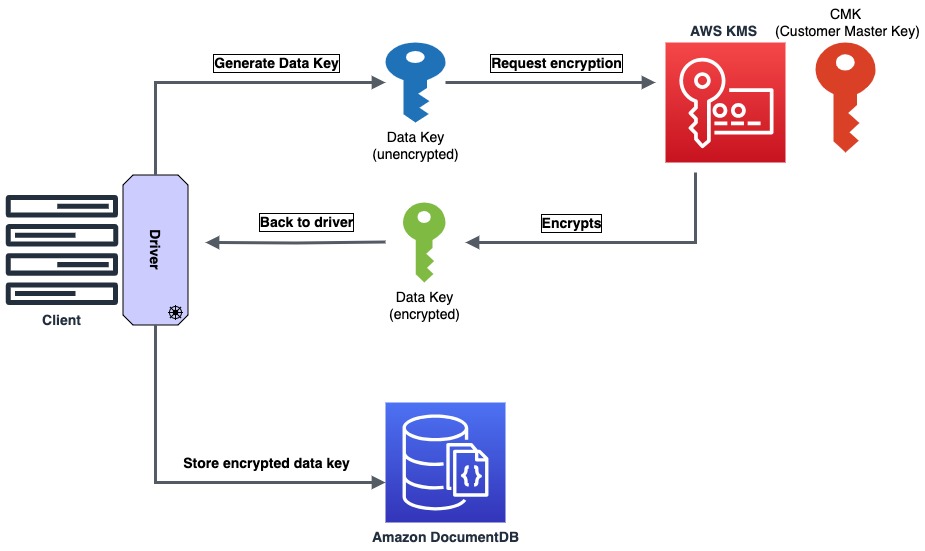 CMK
(Customer Master Key)
AWS KMS
Generate Data Key
Request encryption
Data Key
(unencrypted)
Driver
Back to driver
Encrypts
Data Key
(encrypted)
Client
Store encrypted data key
Amazon DocumentDB